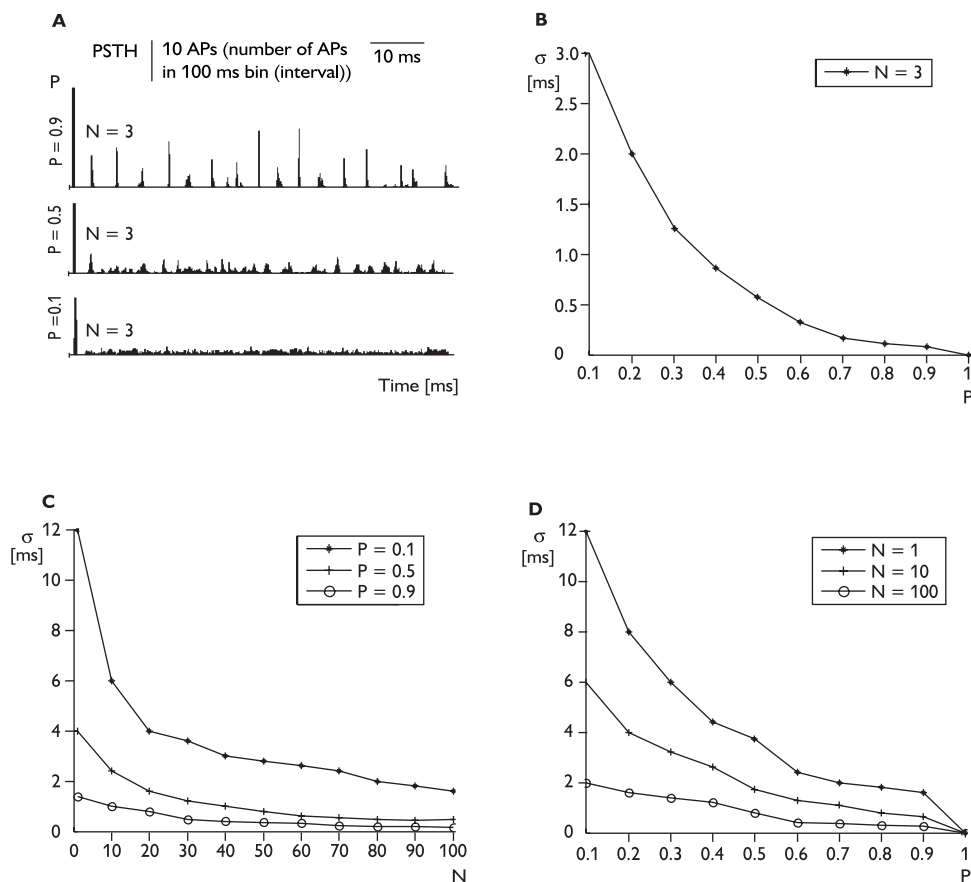 A
PSTH
10 APs (number of APs
in 100 ms bin (interval))
10 ms
P
P = 0.9
N = 3
P = 0.5
N = 3
P = 0.1
N = 3
Time [ms]
B
σ
[ms]
3.0
2.5
2.0
1.5
1.0
0.5
0
0.1 0.2 0.3 0.4 0.5 0.6 0.7 0.8 0.9 1
P
N = 3
C
σ
[ms]
12
10
8
6
4
2
0
0 10 20 30 40 50 60 70 80 90 100
N
P = 0.1
P = 0.5
P = 0.9
D
σ
[ms]
12
10
8
6
4
2
0
0.1 0.2 0.3 0.4 0.5 0.6 0.7 0.8 0.9 1
P
N = 1
N = 10
N = 100